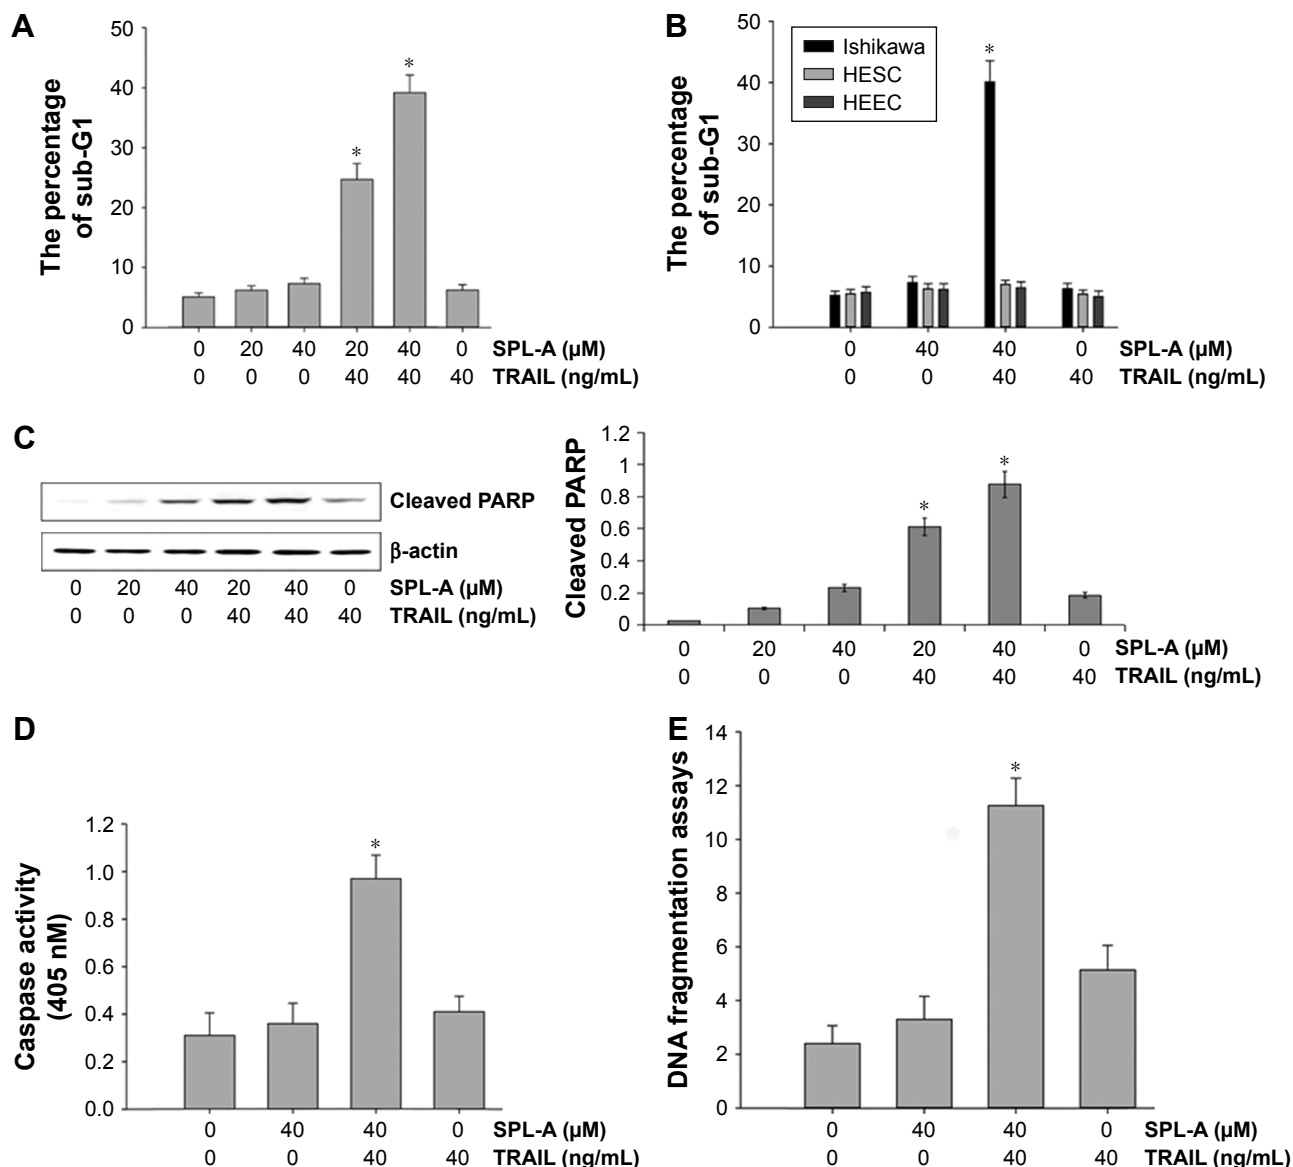 A
The percentage
of sub-G1
50
40
30
20
10
0
*
*
0 20 40 20 40 0 SPL-A (µM)
0 0 0 40 40 40 TRAIL (ng/mL)
B
The percentage
of sub-G1
50
40
30
20
10
0
Ishikawa
HESC
HEEC
*
0 40 40 0 SPL-A (µM)
0 0 40 40 TRAIL (ng/mL)
C
Cleaved PARP
β-actin
0 20 40 20 40 0 SPL-A (µM)
0 0 0 40 40 40 TRAIL (ng/mL)
Cleaved PARP
1.2
1
0.8
0.6
0.4
0.2
0
*
*
0 20 40 20 40 0 SPL-A (µM)
0 0 0 40 40 40 TRAIL (ng/mL)
D
Caspase activity
(405 nM)
1.2
1.0
0.8
0.6
0.4
0.2
0.0
*
0 40 40 0 SPL-A (µM)
0 0 40 40 TRAIL (ng/mL)
E
DNA fragmentation assays
14
12
10
8
6
4
2
0
*
0 40 40 0 SPL-A (µM)
0 0 40 40 TRAIL (ng/mL)